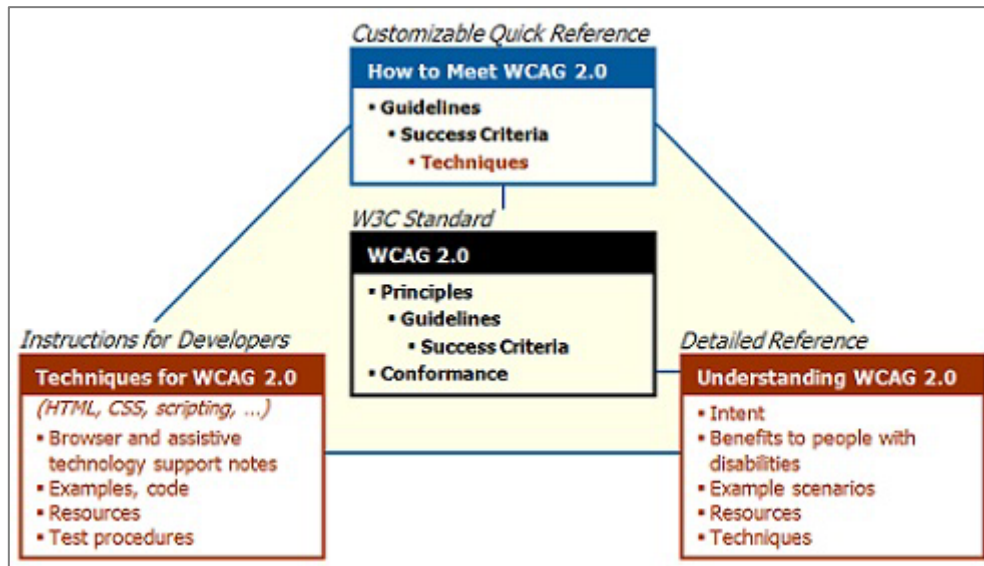 Customizable Quick Reference
How to Meet WCAG 2.0
▪ Guidelines
▪ Success Criteria
▪ Techniques
W3C Standard
WCAG 2.0
▪ Principles
▪ Guidelines
▪ Success Criteria
▪ Conformance
Instructions for Developers
Techniques for WCAG 2.0
(HTML, CSS, scripting, ...)
▪ Browser and assistive
technology support notes
▪ Examples, code
▪ Resources
▪ Test procedures
Detailed Reference
Understanding WCAG 2.0
▪ Intent
▪ Benefits to people with
disabilities
▪ Example scenarios
▪ Resources
▪ Techniques